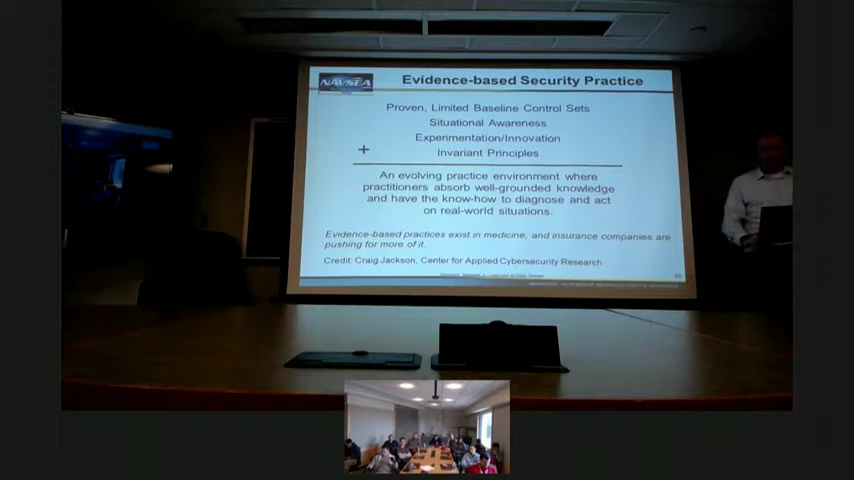 NAVSEA
Evidence-based Security Practice
Proven, Limited Baseline Control Sets
Situational Awareness
Experimentation/Innovation
+ Invariant Principles
An evolving practice environment where
practitioners absorb well-grounded knowledge
and have the know-how to diagnose and act
on real-world situations.
Evidence-based practices exist in medicine, and insurance companies are
pushing for more of it.
Credit: Craig Jackson, Center for Applied Cybersecurity Research